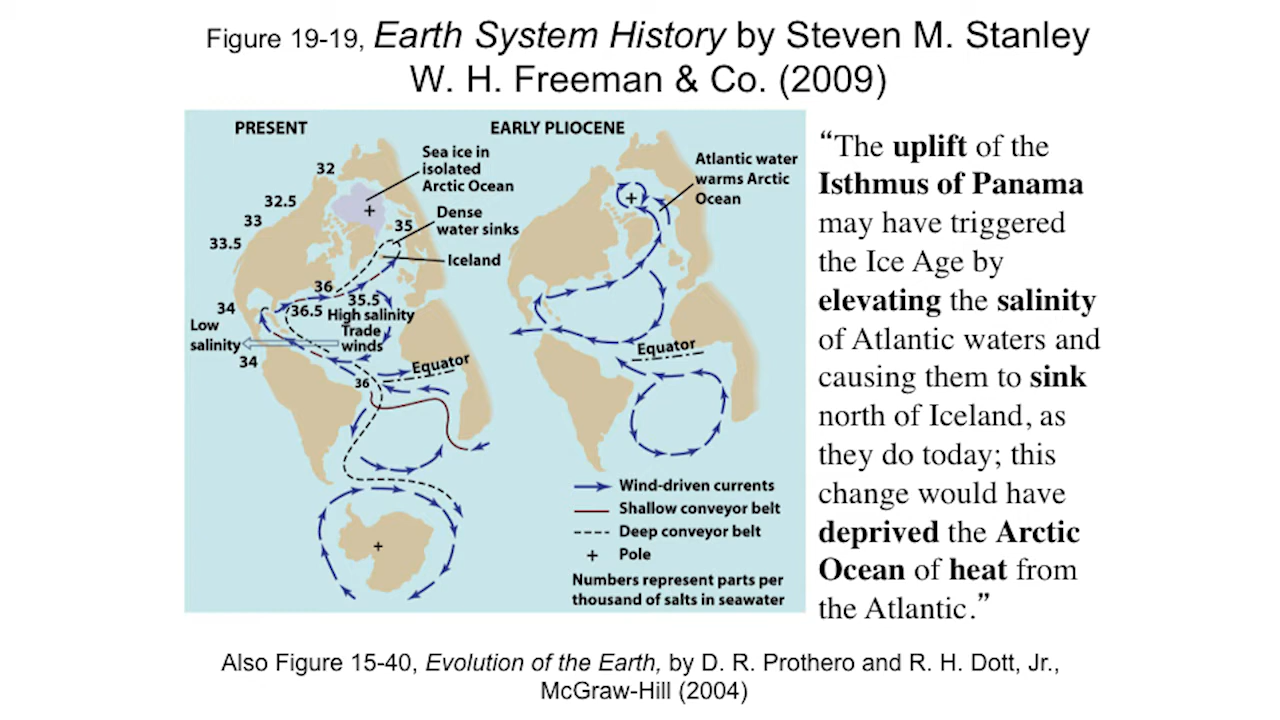 Figure 19-19, Earth System History by Steven M. Stanley
W. H. Freeman & Co. (2009)
PRESENT
32
32.5
33
33.5
34
Low
salinity
34
36
36.5
35.5
High salinity
Trade
winds
36
35
Sea ice in
isolated
Arctic Ocean
Dense
water sinks
Iceland
Equator
EARLY PLIOCENE
Atlantic water
warms Arctic
Ocean
Equator
Wind-driven currents
Shallow conveyor belt
Deep conveyor belt
+ Pole
Numbers represent parts per
thousand of salts in seawater
“The uplift of the
Isthmus of Panama
may have triggered
the Ice Age by
elevating the salinity
of Atlantic waters and
causing them to sink
north of Iceland, as
they do today; this
change would have
deprived the Arctic
Ocean of heat from
the Atlantic.”
Also Figure 15-40, Evolution of the Earth, by D. R. Prothero and R. H. Dott, Jr.,
McGraw-Hill (2004)